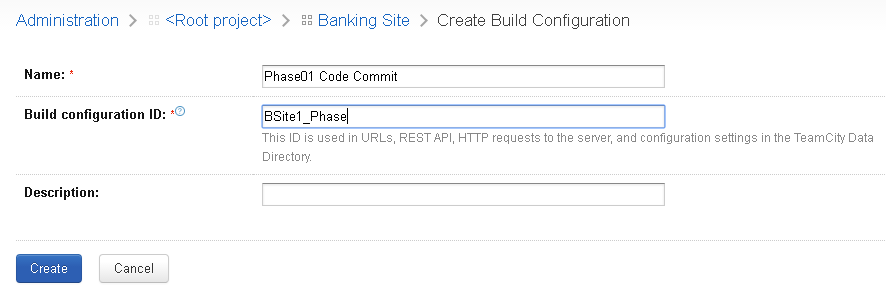 Administration > <Root project> > Banking Site > Create Build Configuration
Name: * Phase01 Code Commit
Build configuration ID: * ? BSite1_Phase
This ID is used in URLs, REST API, HTTP requests to the server, and configuration settings in the TeamCity Data
Directory.
Description:
Create Cancel